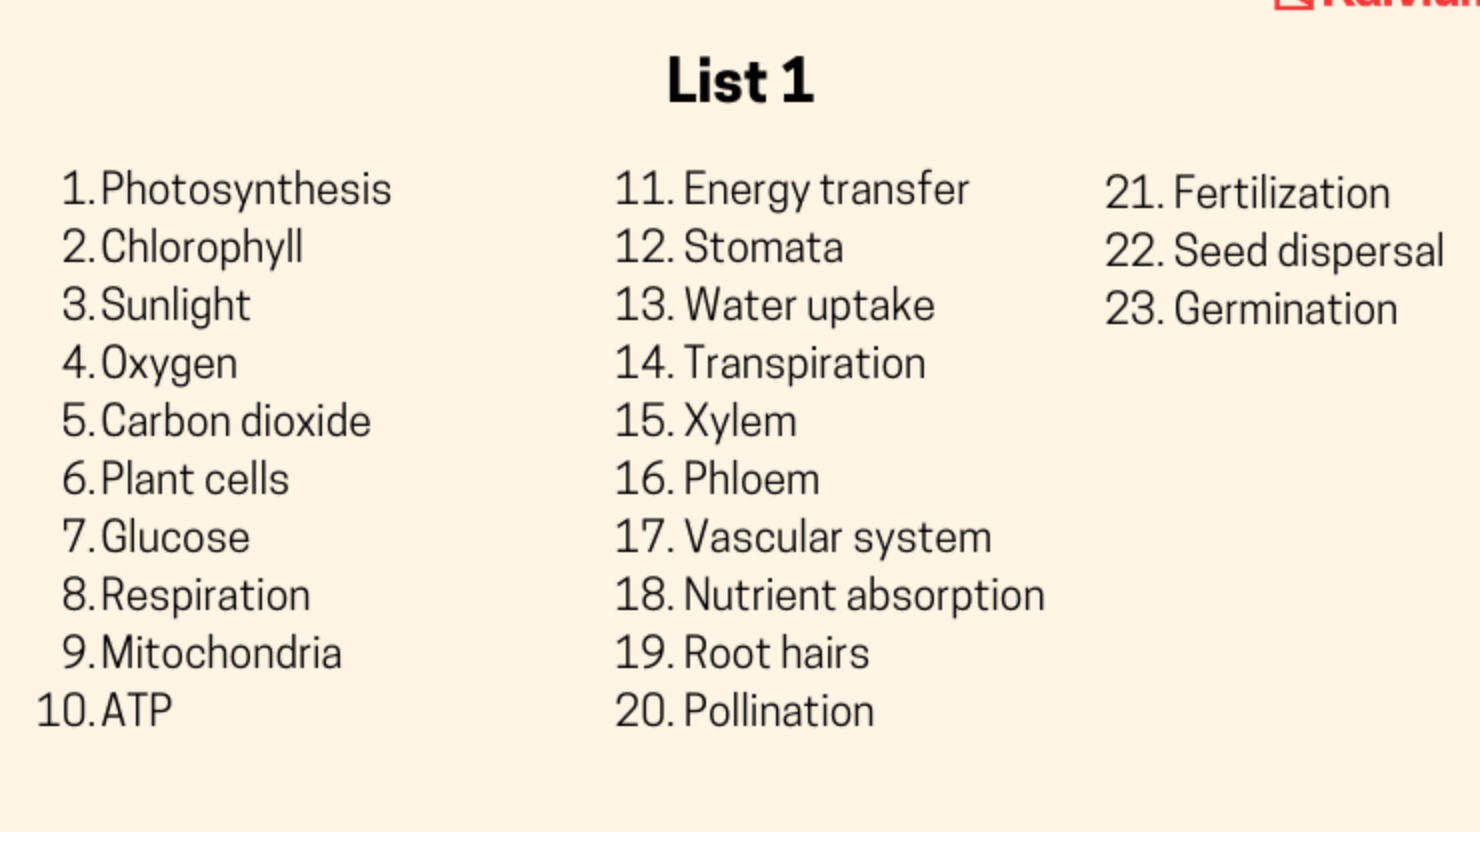 List 1
1. Photosynthesis
2. Chlorophyll
3. Sunlight
4. Oxygen
5. Carbon dioxide
6. Plant cells
7. Glucose
8. Respiration
9. Mitochondria
10. ATP
11. Energy transfer
12. Stomata
13. Water uptake
14. Transpiration
15. Xylem
16. Phloem
17. Vascular system
18. Nutrient absorption
19. Root hairs
20. Pollination
21. Fertilization
22. Seed dispersal
23. Germination